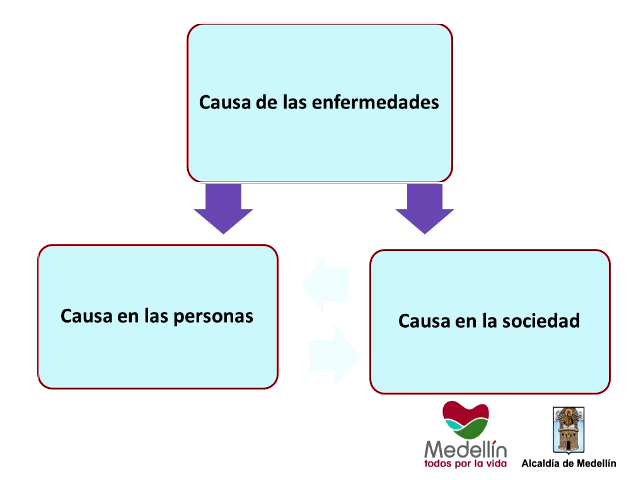 Causa de las enfermedades
Causa en las personas
Causa en la sociedad
Medellín
todos por la vida
Alcaldía de Medellín